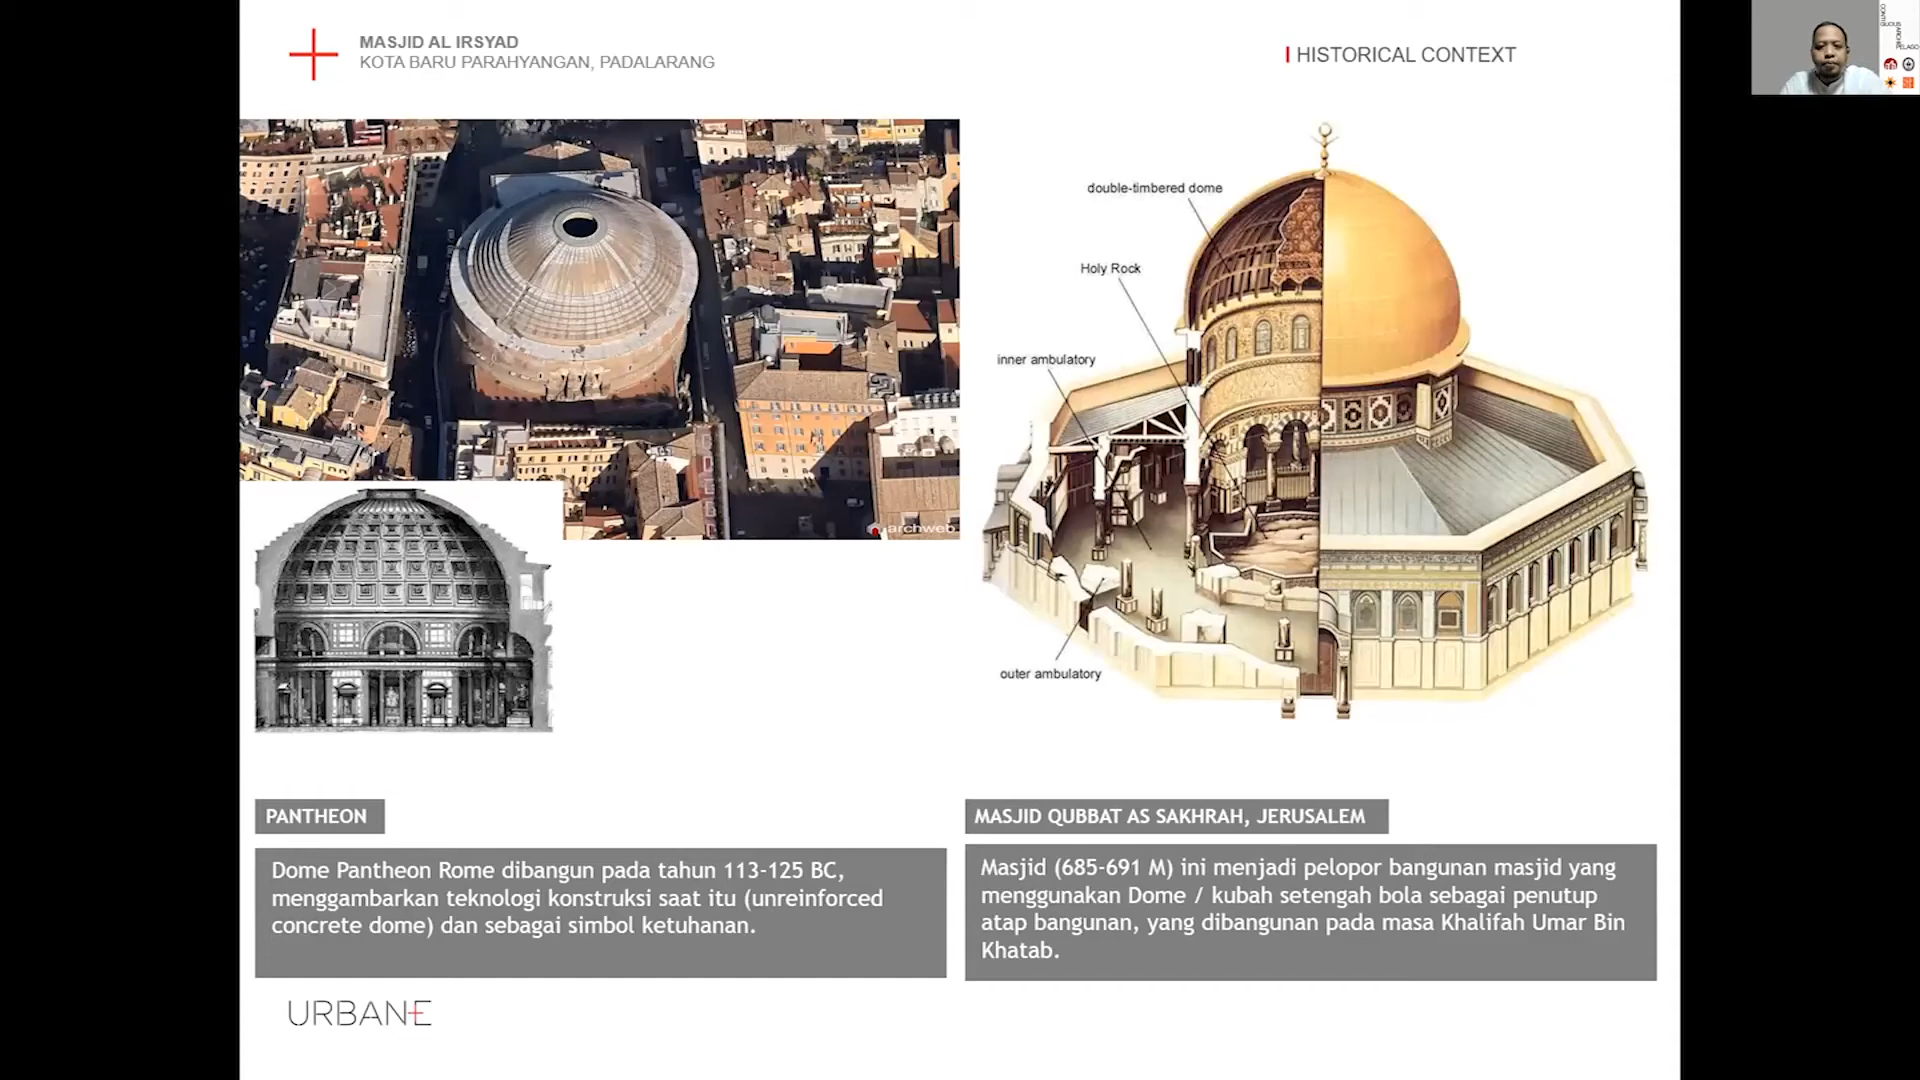 MASJID AL IRSYAD
KOTA BARU PARAHYANGAN, PADALARANG
HISTORICAL CONTEXT
archweb
double-timbered dome
Holy Rock
inner ambulatory
outer ambulatory
PANTHEON
Dome Pantheon Rome dibangun pada tahun 113-125 BC,
menggambarkan teknologi konstruksi saat itu (unreinforced
concrete dome) dan sebagai simbol ketuhanan.
MASJID QUBBAT AS SAKHRAH, JERUSALEM
Masjid (685-691 M) ini menjadi pelopor bangunan masjid yang
menggunakan Dome / kubah setengah bola sebagai penutup
atap bangunan, yang dibangunan pada masa Khalifah Umar Bin
Khatab.
URBANE